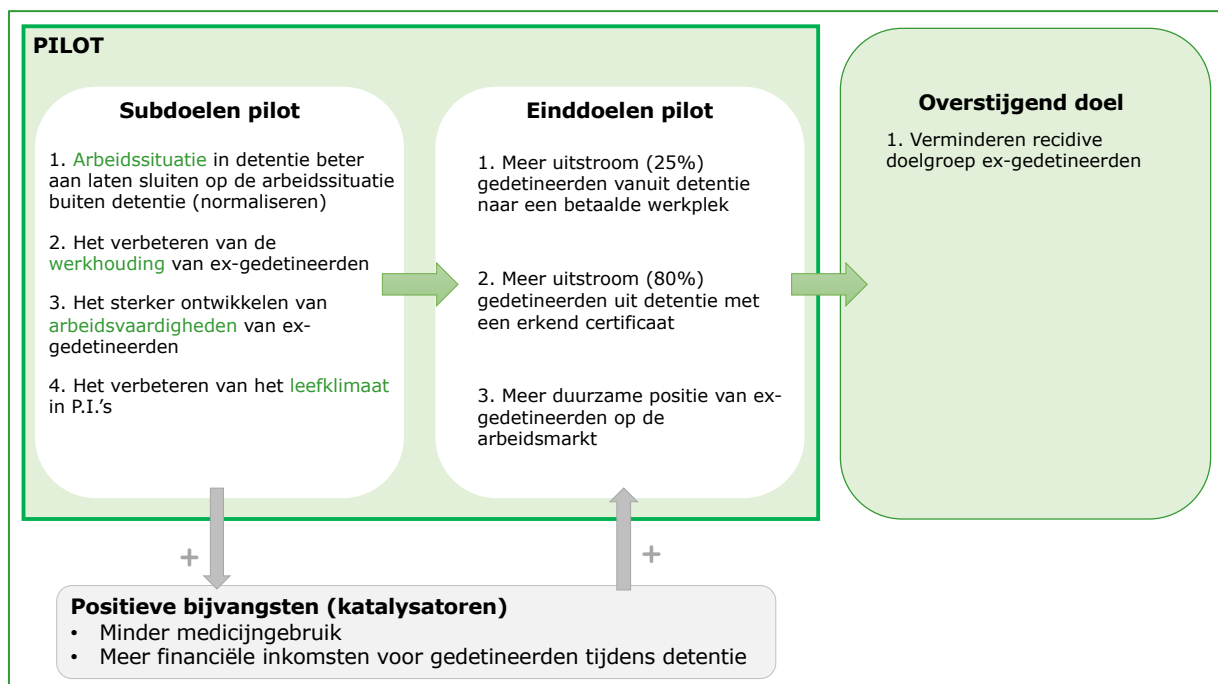 PILOT
Subdoelen pilot
1. Arbeidssituatie in detentie beter
aan laten sluiten op de arbeidssituatie
buiten detentie (normaliseren)
2. Het verbeteren van de
werkhouding van ex-gedetineerden
3. Het sterker ontwikkelen van
arbeidsvaardigheden van ex-
gedetineerden
4. Het verbeteren van het leefklimaat
in P.I.'s
Einddoelen pilot
1. Meer uitstroom (25%)
gedetineerden vanuit detentie
naar een betaalde werkplek
2. Meer uitstroom (80%)
gedetineerden uit detentie met
een erkend certificaat
3. Meer duurzame positie van ex-
gedetineerden op de
arbeidsmarkt
Overstijgend doel
1. Verminderen recidive
doelgroep ex-gedetineerden
+
+
Positieve bijvangsten (katalysatoren)
• Minder medicijngebruik
• Meer financiële inkomsten voor gedetineerden tijdens detentie